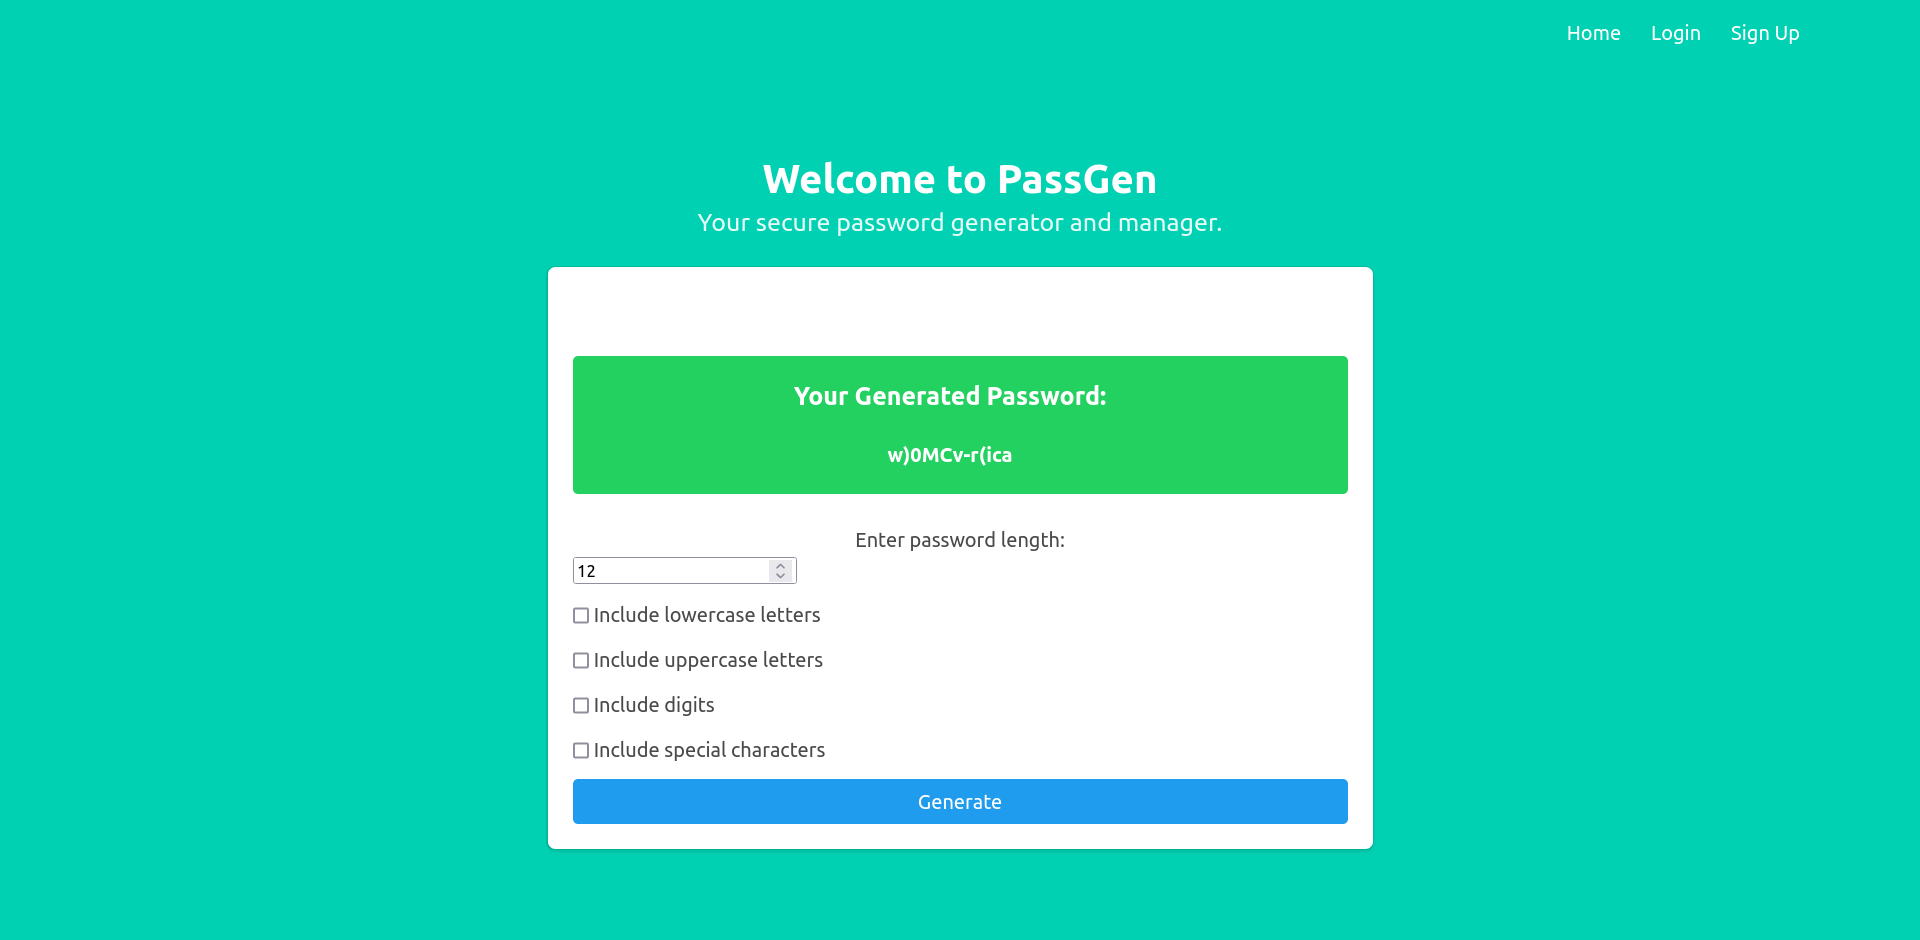 Home Login Sign Up
Welcome to PassGen
Your secure password generator and manager.
Your Generated Password:
w)0MCv-r(ica
Enter password length:
12
Include lowercase letters
Include uppercase letters
Include digits
Include special characters
Generate